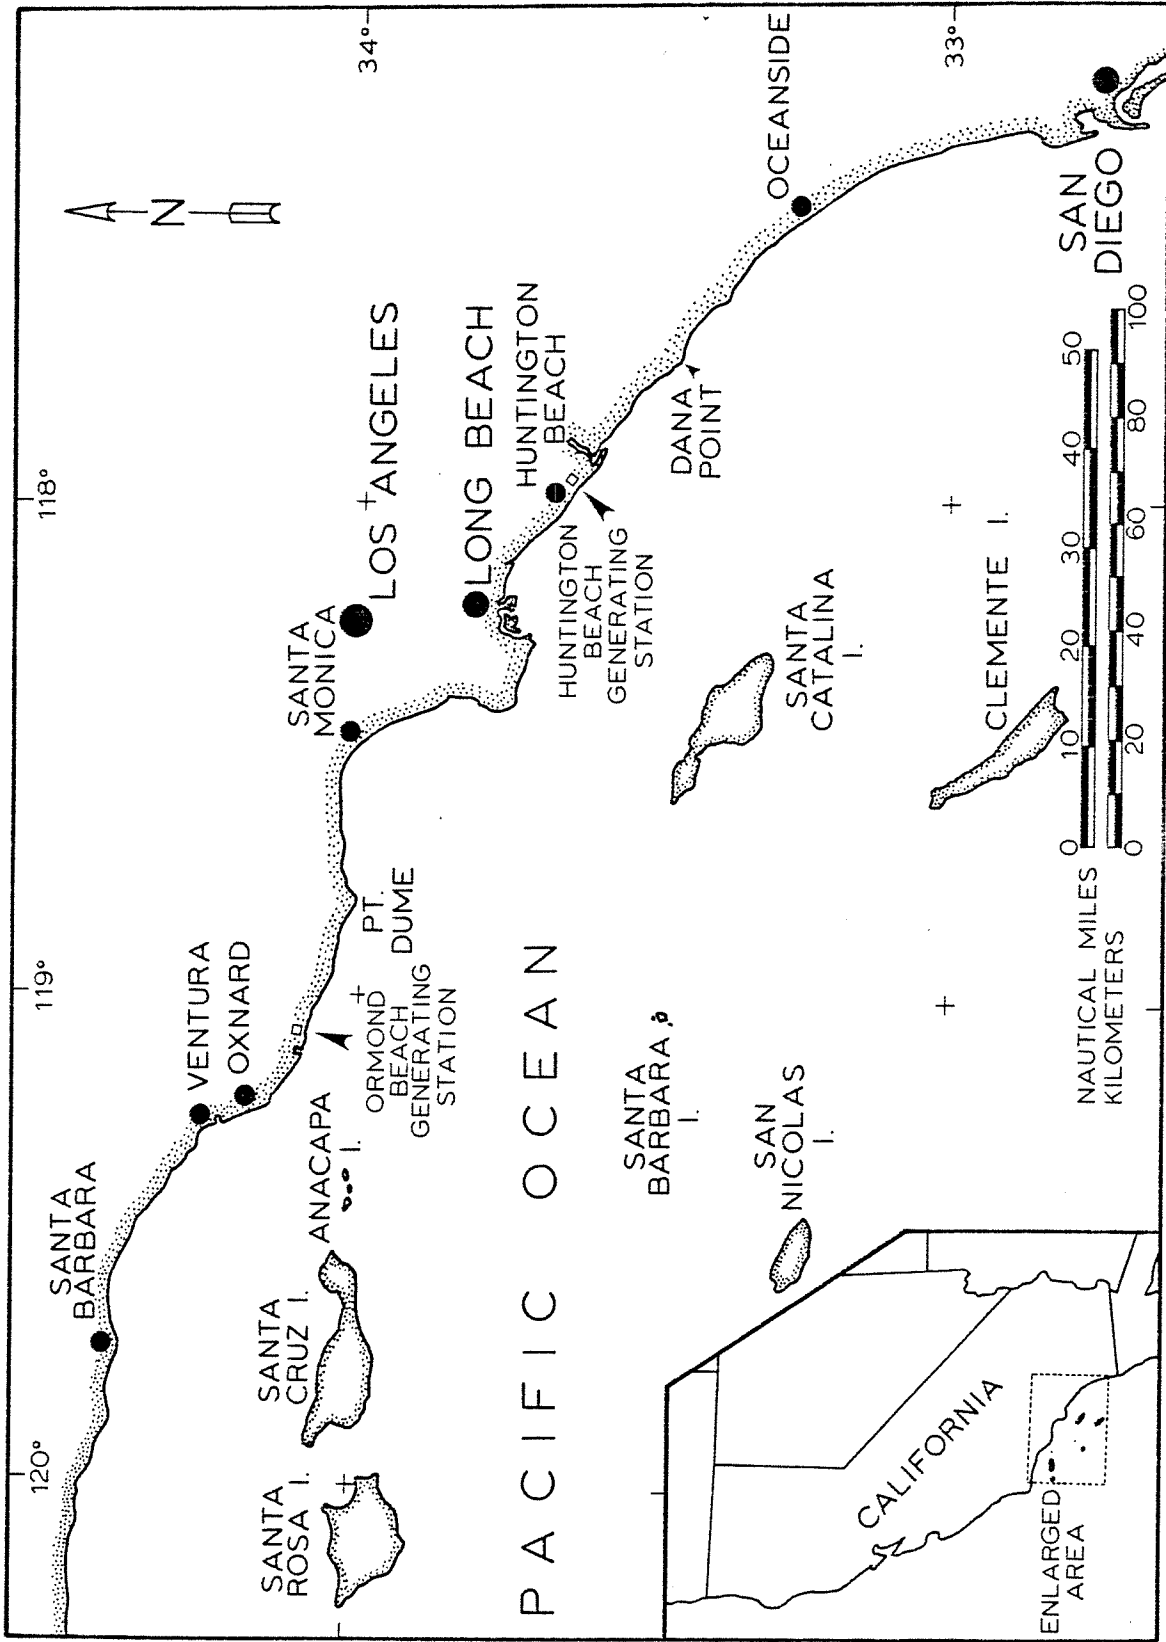 120°
119°
118°
SANTA
BARBARA
VENTURA
OXNARD
SANTA
MONICA
LOS ANGELES
N
34°
SANTA
ROSA I.
SANTA
CRUZ I.
ANACAPA
I.
ORMOND
BEACH
GENERATING
STATION
PT.
DUME
LONG BEACH
HUNTINGTON
BEACH
HUNTINGTON
BEACH
GENERATING
STATION
PACIFIC OCEAN
DANA
POINT
OCEANSIDE
SANTA
BARBARA
I.
SAN
NICOLAS
I.
SANTA
CATALINA
I.
CLEMENTE I.
33°
SAN
DIEGO
CALIFORNIA
ENLARGED
AREA
NAUTICAL MILES
0 10 20 30 40 50
KILOMETERS
0 20 40 60 80 100